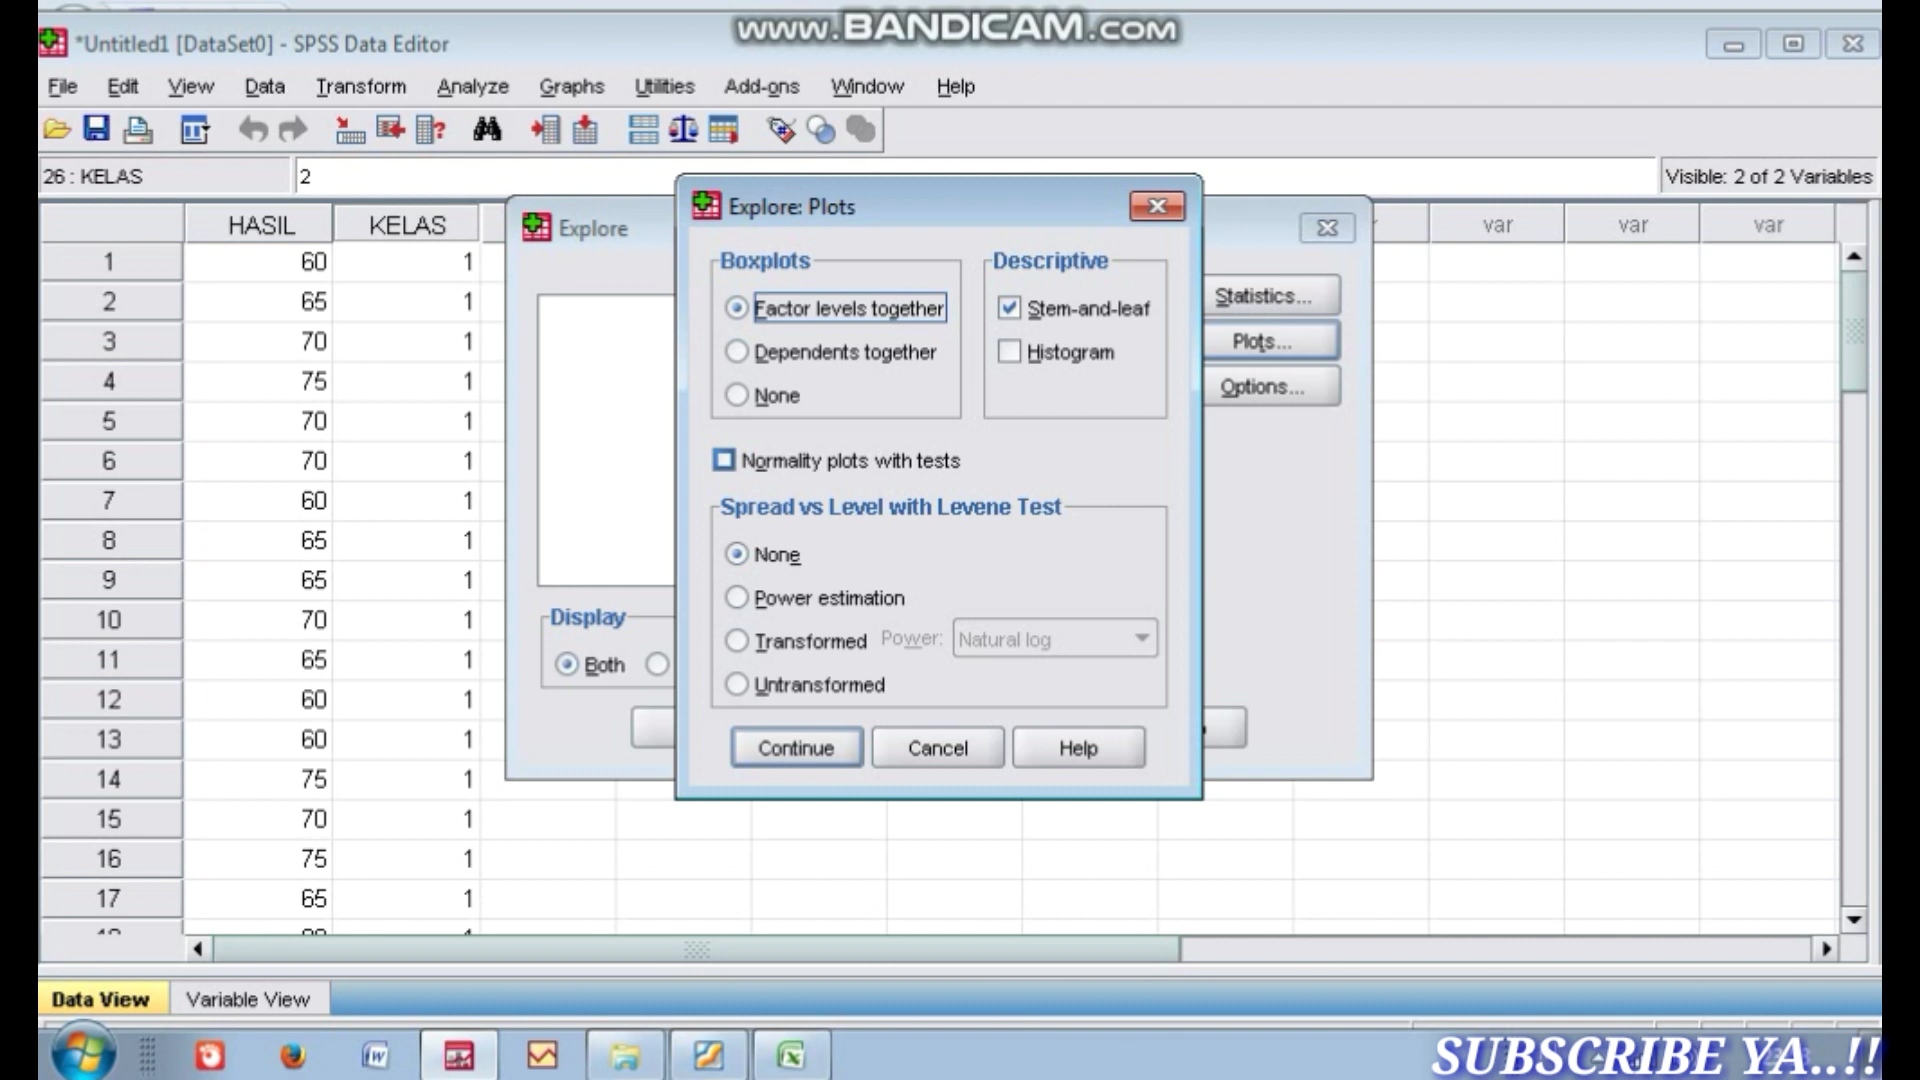 www.BANDICAM.com
*Untitled1 [DataSet0] - SPSS Data Editor
File Edit View Data Transform Analyze Graphs Utilities Add-ons Window Help
26 : KELAS 2 Visible: 2 of 2 Variables
HASIL KELAS var var var
Explore
Explore: Plots
Boxplots Descriptive
Factor levels together Stem-and-leaf
Dependents together Histogram
None
Normality plots with tests
Spread vs Level with Levene Test
None
Power estimation
Transformed Power: Natural log
Untransformed
Continue Cancel Help
Statistics...
Plots...
Options...
Display
Both
1 60 1
2 65 1
3 70 1
4 75 1
5 70 1
6 70 1
7 60 1
8 65 1
9 65 1
10 70 1
11 65 1
12 60 1
13 60 1
14 75 1
15 70 1
16 75 1
17 65 1
Data View Variable View
SUBSCRIBE YA..!!